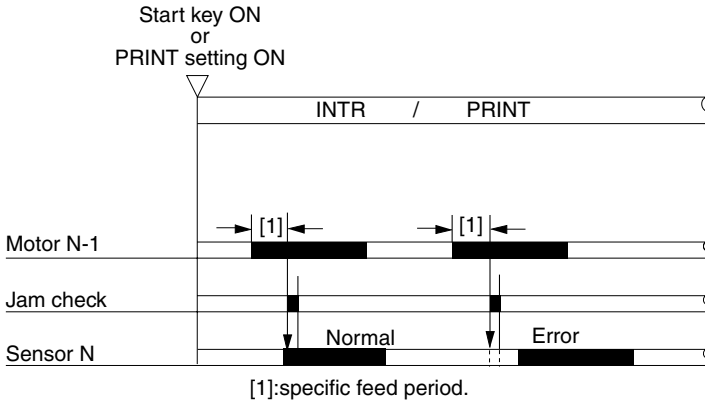 Start key ON
or
PRINT setting ON
INTR / PRINT
[1] [1]
Motor N-1
Jam check
Normal Error
Sensor N
[1]:specific feed period.